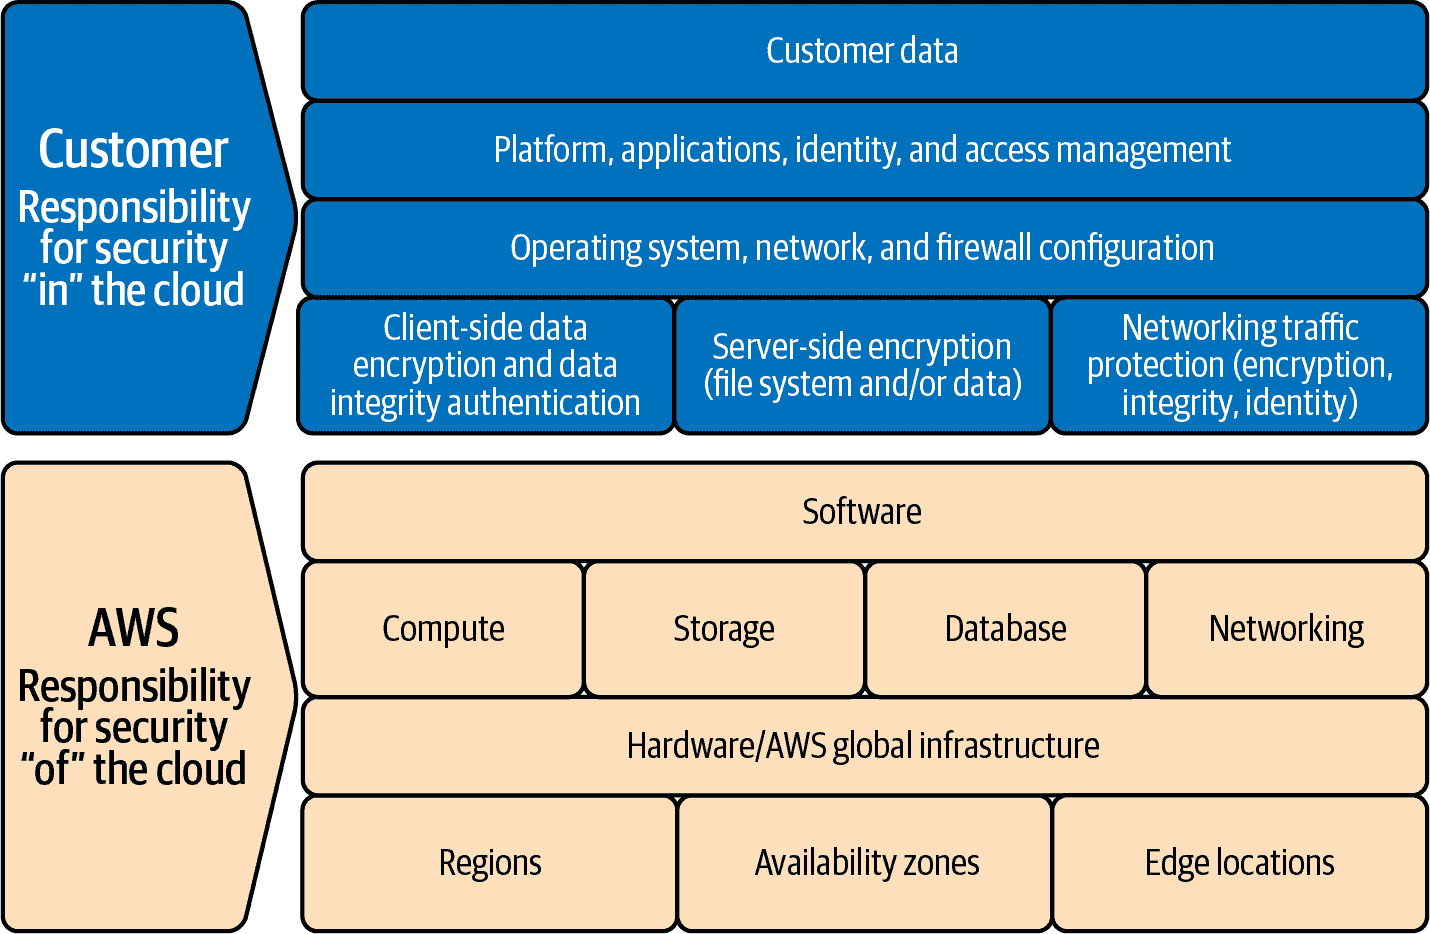 Customer
Responsibility
for security
“in” the cloud
Customer data
Platform, applications, identity, and access management
Operating system, network, and firewall configuration
Client-side data
encryption and data
integrity authentication
Server-side encryption
(file system and/or data)
Networking traffic
protection (encryption,
integrity, identity)
AWS
Responsibility
for security
“of” the cloud
Software
Compute
Storage
Database
Networking
Hardware/AWS global infrastructure
Regions
Availability zones
Edge locations